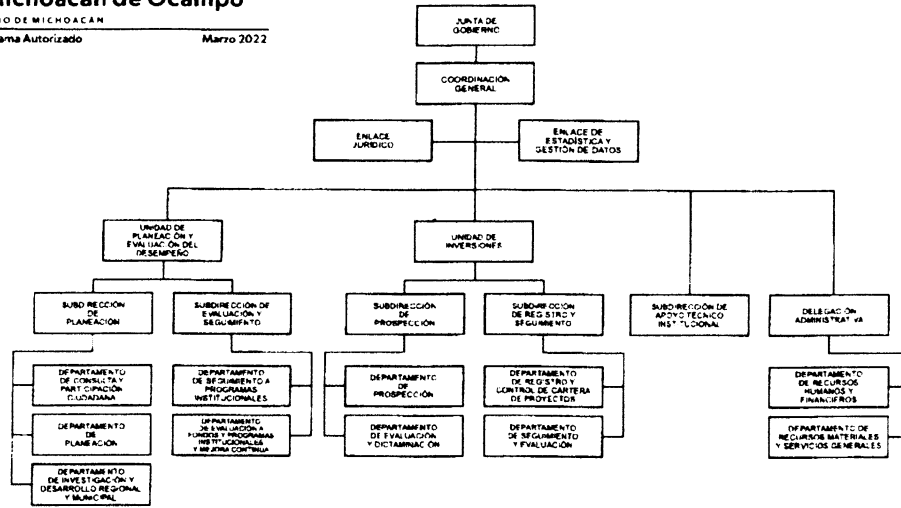 Michoacán de Ocampo
Autorizado
Marzo 2022
JUNTA DE
GOBIERNO
COORDINACIÓN
GENERAL
ENLACE
JURÍDICO
ENLACE DE
ESTADÍSTICA Y
GESTIÓN DE DATOS
UNIDAD DE
PLANEACIÓN Y
EVALUACIÓN DEL
DESEMPEÑO
UNIDAD DE
INVERSIONES
SUBDIRECCIÓN
DE
PLANEACIÓN
SUBDIRECCIÓN DE
EVALUACIÓN Y
SEGUIMIENTO
SUBDIRECCIÓN
DE
PROSPECCIÓN
SUBDIRECCIÓN
DE REGISTRO Y
SEGUIMIENTO
SUBDIRECCIÓN DE
APOYO TÉCNICO
INSTITUCIONAL
DELEGACIÓN
ADMINISTRATIVA
DEPARTAMENTO
DE CONSULTA Y
PARTICIPACIÓN
CIUDADANA
DEPARTAMENTO
DE SEGUIMIENTO A
PROGRAMAS
INSTITUCIONALES
DEPARTAMENTO
DE
PROSPECCIÓN
DEPARTAMENTO
DE REGISTRO Y
CONTROL DE CARTERA
DE PROYECTOS
DEPARTAMENTO
DE RECURSOS
HUMANOS Y
FINANCIEROS
DEPARTAMENTO
DE
PLANEACIÓN
DEPARTAMENTO
DE EVALUACIÓN A
FONDOS Y PROGRAMAS
INSTITUCIONALES
Y MEJORA CONTINUA
DEPARTAMENTO
DE EVALUACIÓN Y
DICTAMINACIÓN
DEPARTAMENTO
DE SEGUIMIENTO
Y EVALUACIÓN
DEPARTAMENTO DE
RECURSOS MATERIALES
Y SERVICIOS GENERALES
DEPARTAMENTO
DE INVESTIGACIÓN Y
DESARROLLO REGIONAL
Y MUNICIPAL